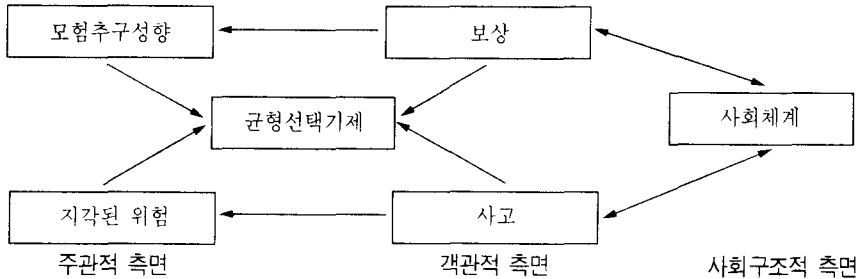 모험추구성향
보상
균형선택기제
사회체계
지각된 위험
사고
주관적 측면
객관적 측면
사회구조적 측면